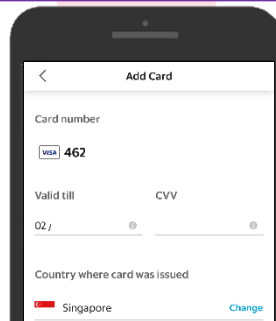 Add Card
Card number
VISA 462
Valid till CVV
02 /
Country where card was issued
Singapore Change